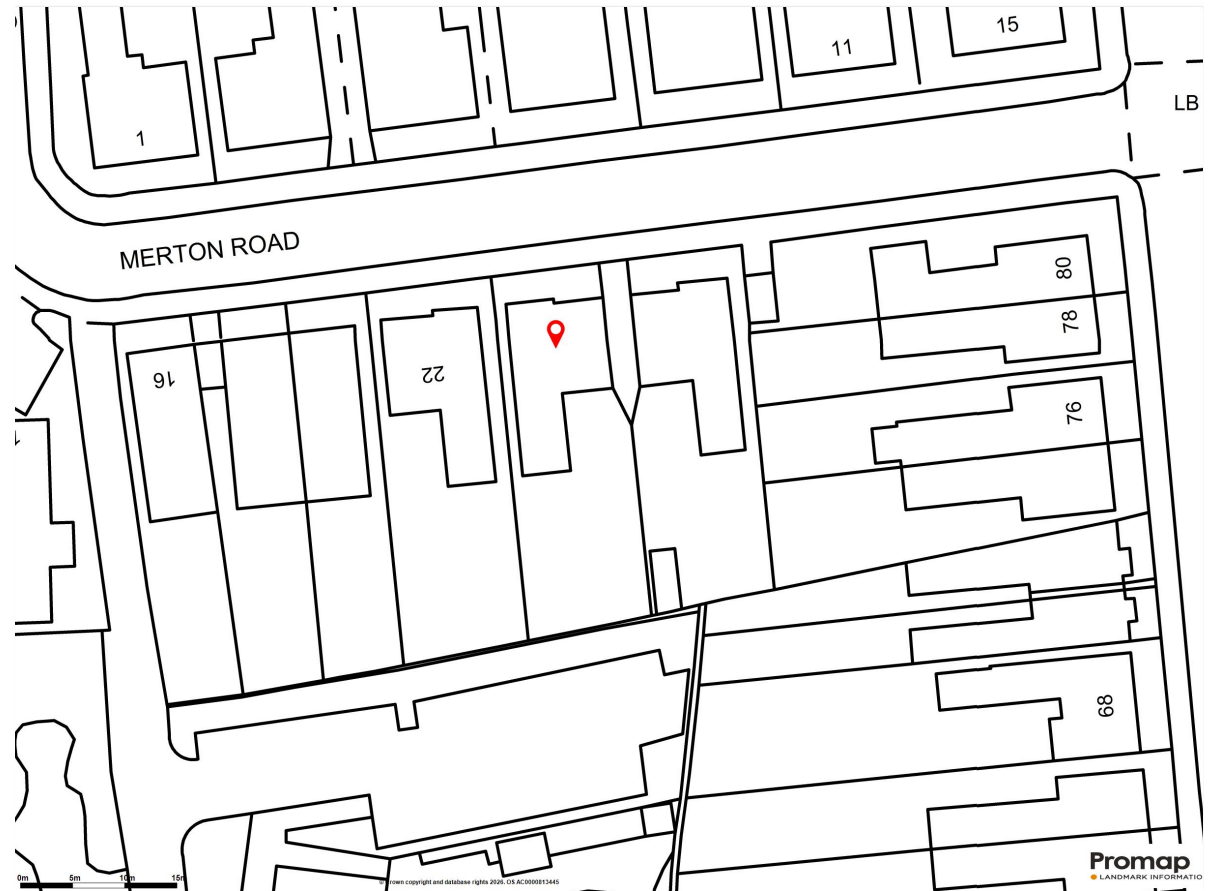 15
11
LB
1
MERTON ROAD
80
78
16
22
76
68
0m 5m 10m 15m
Crown copyright and database rights 2026. OS AC0000813445
Promap
LANDMARK INFORMATIO